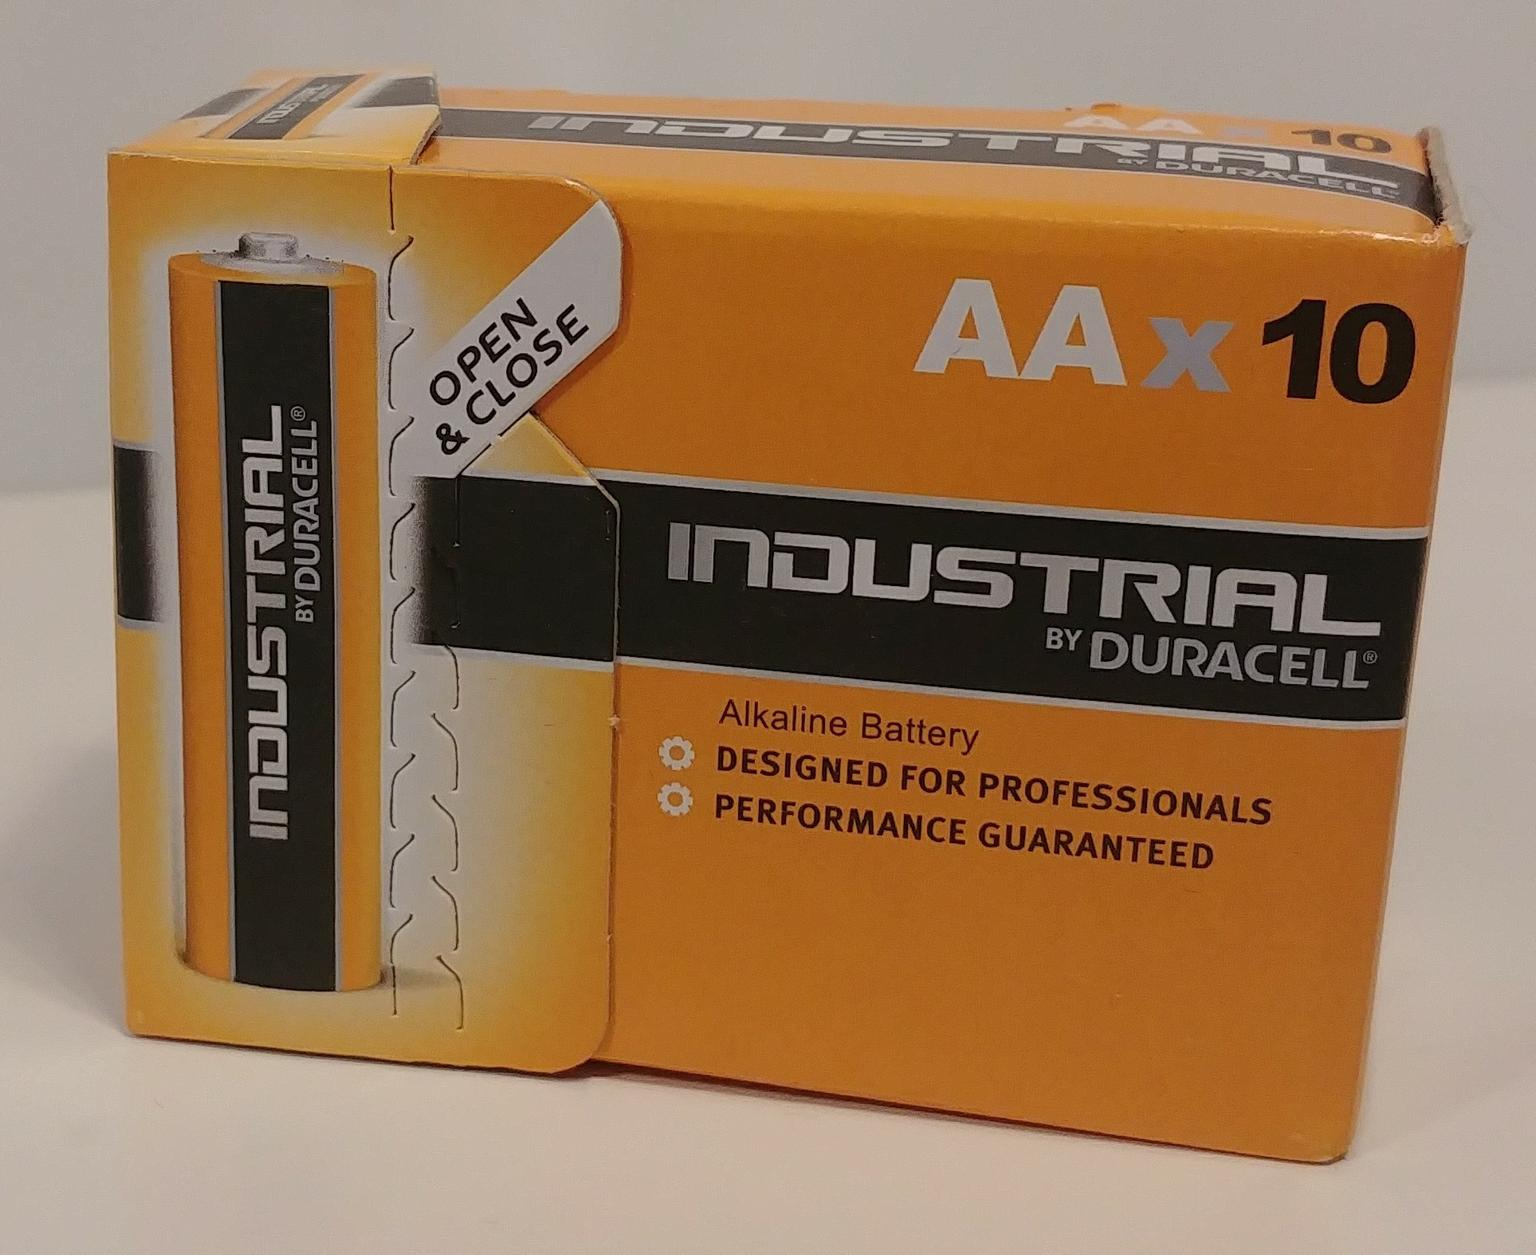 INDUSTRIAL
AA x 10
INDUSTRIAL
BY DURACELL
OPEN
& CLOSE
AA x 10
INDUSTRIAL
BY DURACELL®
INDUSTRIAL
BY DURACELL®
Alkaline Battery
DESIGNED FOR PROFESSIONALS
PERFORMANCE GUARANTEED